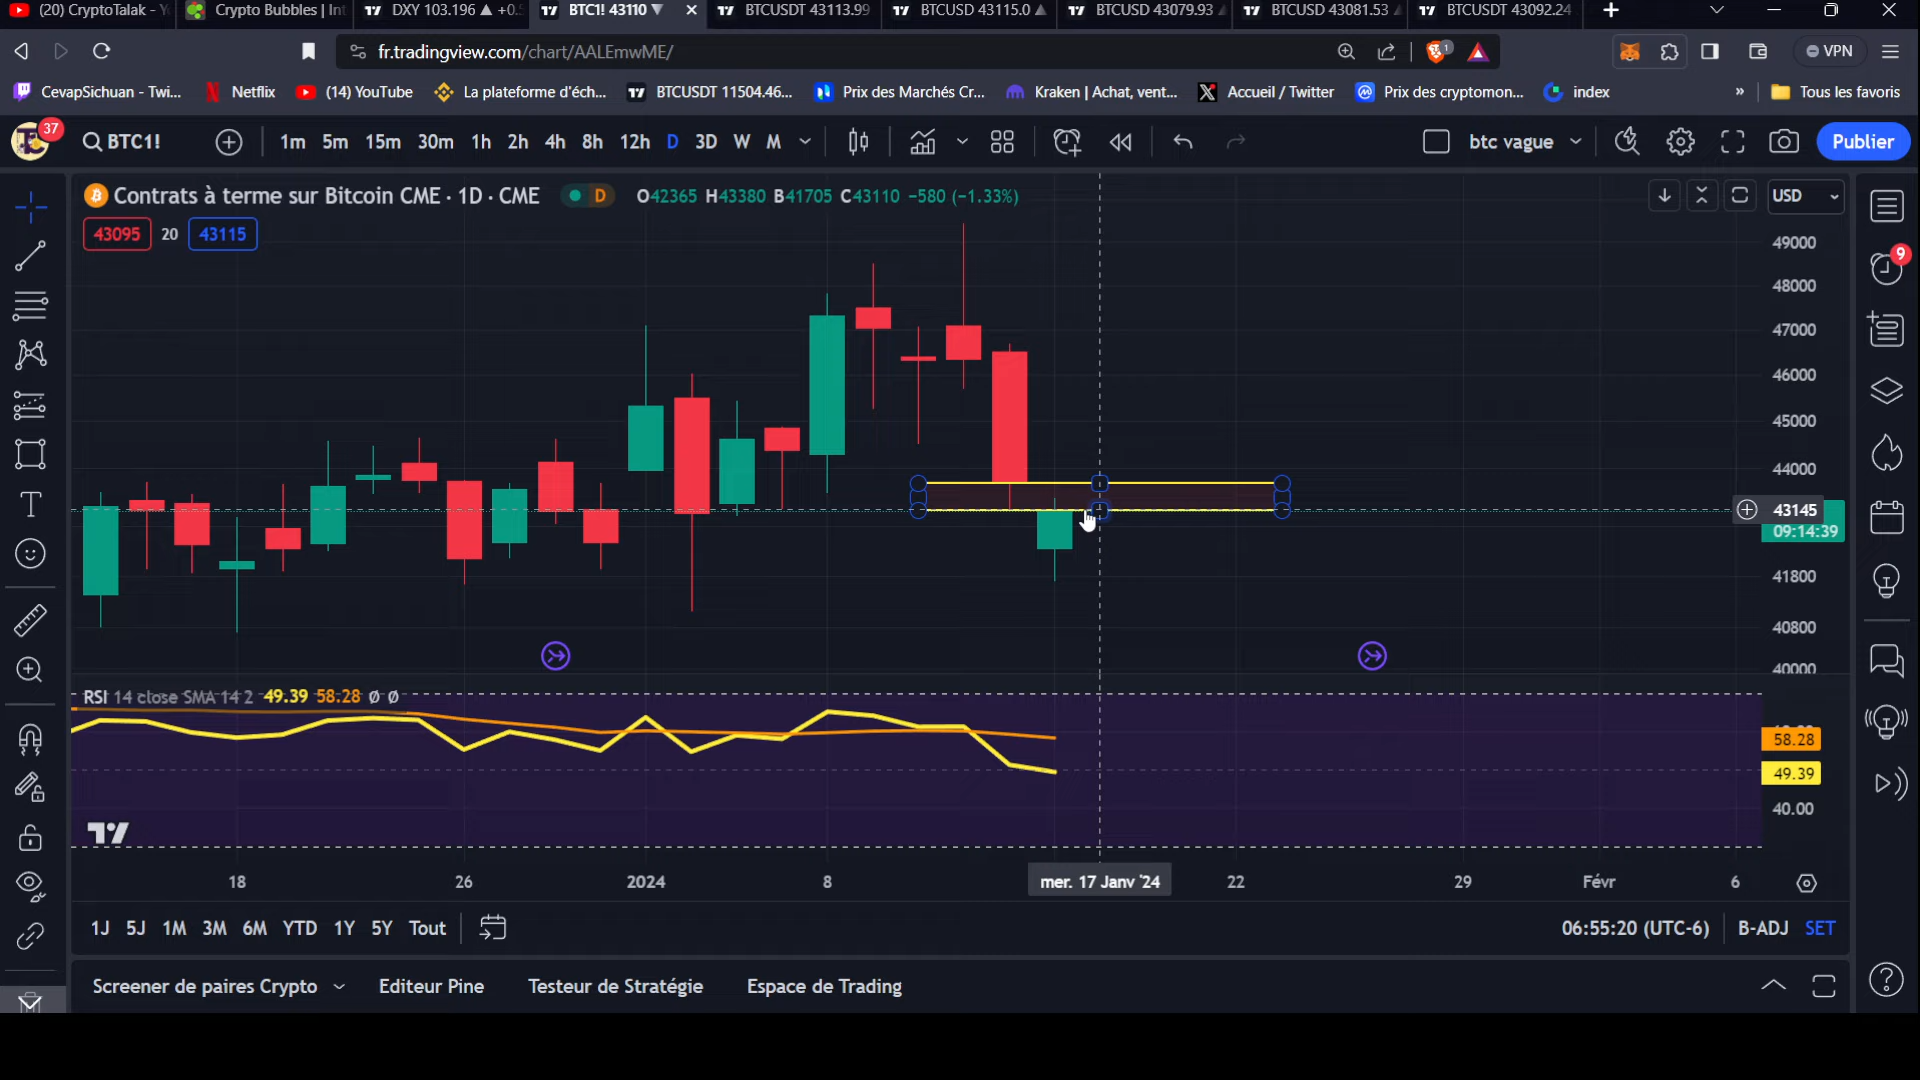 (20) CryptoTalak - Y
Crypto Bubbles | Int
DXY 103.196 ▲ +0.5
BTC1! 43110 ▼
BTCUSDT 43113.99
BTCUSD 43115.0 ▲
BTCUSD 43079.93
BTCUSD 43081.53
BTCUSDT 43092.24
fr.tradingview.com/chart/AALEmwME/
1
VPN
CevapSichuan - Twi...
Netflix
(14) YouTube
La plateforme d'éch...
BTCUSDT 11504.46...
Prix des Marchés Cr...
Kraken | Achat, vent...
Accueil / Twitter
Prix des cryptomon...
index
»
Tous les favoris
37
BTC1!
1m 5m 15m 30m 1h 2h 4h 8h 12h D 3D W M
btc vague
Publier
Contrats à terme sur Bitcoin CME · 1D · CME
D
O42365 H43380 B41705 C43110 -580 (-1.33%)
USD
43095 20 43115
49000
48000
47000
46000
45000
44000
43145
09:14:39
41800
40800
40000
9
RSI 14 close SMA 14 2 49.39 58.28 Ø Ø
58.28
49.39
40.00
18 26 2024 8 mer. 17 Janv '24 22 29 Févr 6
1J 5J 1M 3M 6M YTD 1Y 5Y Tout
06:55:20 (UTC-6)
B-ADJ SET
Screener de paires Crypto
Editeur Pine
Testeur de Stratégie
Espace de Trading